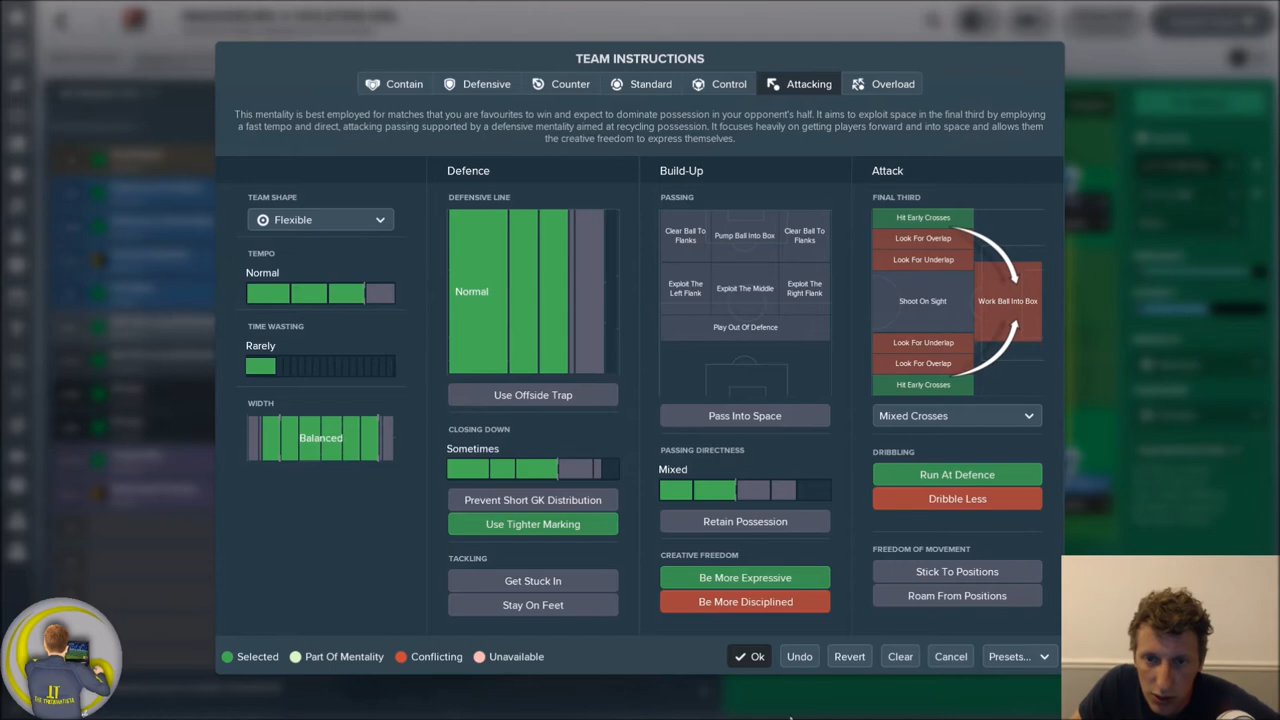 TEAM INSTRUCTIONS
Contain
Defensive
Counter
Standard
Control
Attacking
Overload
This mentality is best employed for matches that you are favourites to win and expect to dominate possession in your opponent's half. It aims to exploit space in the final third by employing
a fast tempo and direct, attacking passing supported by a defensive mentality aimed at recycling possession. It focuses heavily on getting players forward and into space and allows them
the creative freedom to express themselves.
TEAM SHAPE
Flexible
TEMPO
Normal
TIME WASTING
Rarely
WIDTH
Balanced
Defence
DEFENSIVE LINE
Normal
Use Offside Trap
CLOSING DOWN
Sometimes
Prevent Short GK Distribution
Use Tighter Marking
TACKLING
Get Stuck In
Stay On Feet
Build-Up
PASSING
Clear Ball To
Flanks
Pump Ball Into Box
Clear Ball To
Flanks
Exploit The
Left Flank
Exploit The Middle
Exploit The
Right Flank
Play Out Of Defence
Pass Into Space
PASSING DIRECTNESS
Mixed
Retain Possession
CREATIVE FREEDOM
Be More Expressive
Be More Disciplined
Attack
FINAL THIRD
Hit Early Crosses
Look For Overlap
Look For Underlap
Shoot On Sight
Work Ball Into Box
Look For Underlap
Look For Overlap
Hit Early Crosses
Mixed Crosses
DRIBBLING
Run At Defence
Dribble Less
FREEDOM OF MOVEMENT
Stick To Positions
Roam From Positions
Selected
Part Of Mentality
Conflicting
Unavailable
Ok
Undo
Revert
Clear
Cancel
Presets...